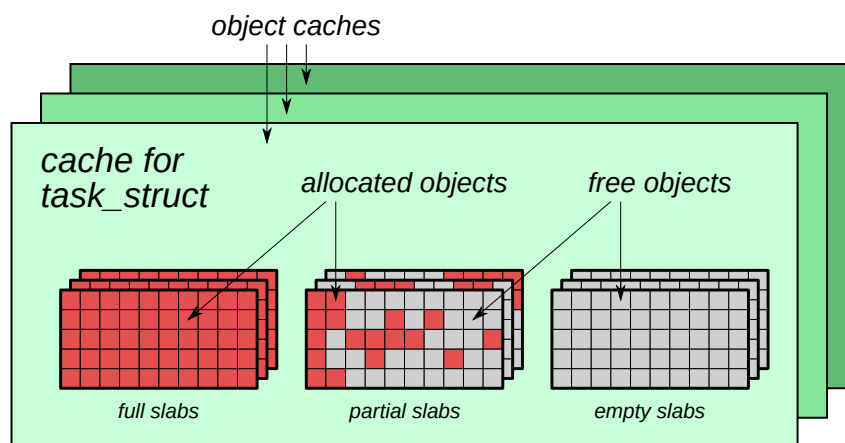 object caches
cache for
task_struct
allocated objects
free objects
full slabs
partial slabs
empty slabs